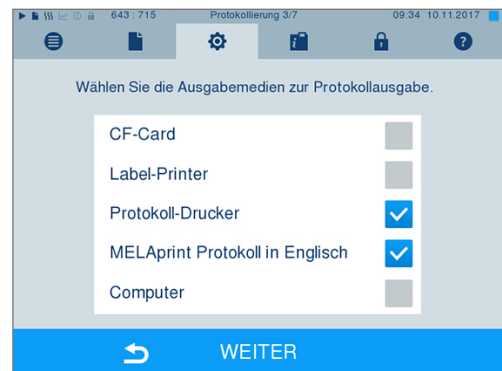 643 : 715 Protokollierung 3/7 09:34 10.11.2017
Wählen Sie die Ausgabemedien zur Protokollausgabe.
CF-Card
Label-Printer
Protokoll-Drucker
MELAprint Protokoll in Englisch
Computer
WEITER